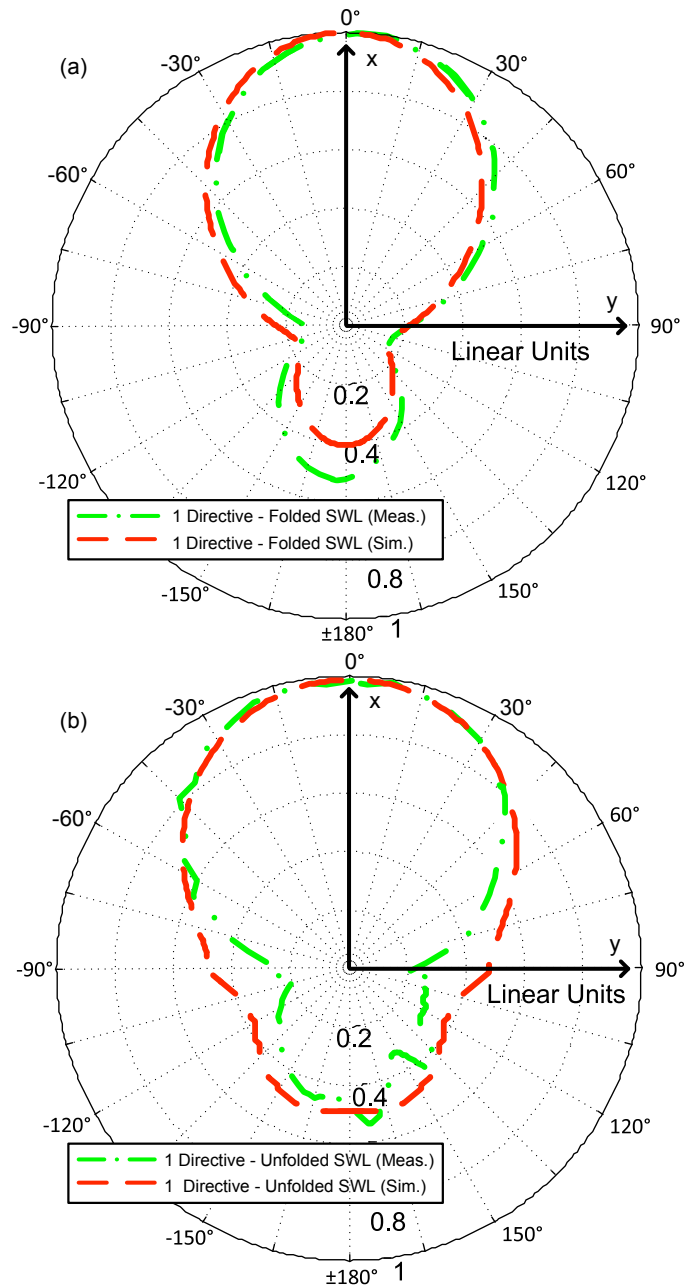 0°
(a)
x
-30°
30°
-60°
60°
y
-90°
90°
Linear Units
0.2
0.4
-120°
120°
1 Directive - Folded SWL (Meas.)
1 Directive - Folded SWL (Sim.)
0.8
-150°
150°
±180°
1
0°
(b)
x
-30°
30°
-60°
60°
y
-90°
90°
Linear Units
0.2
0.4
-120°
120°
1 Directive - Unfolded SWL (Meas.)
1 Directive - Unfolded SWL (Sim.)
0.8
-150°
150°
±180°
1